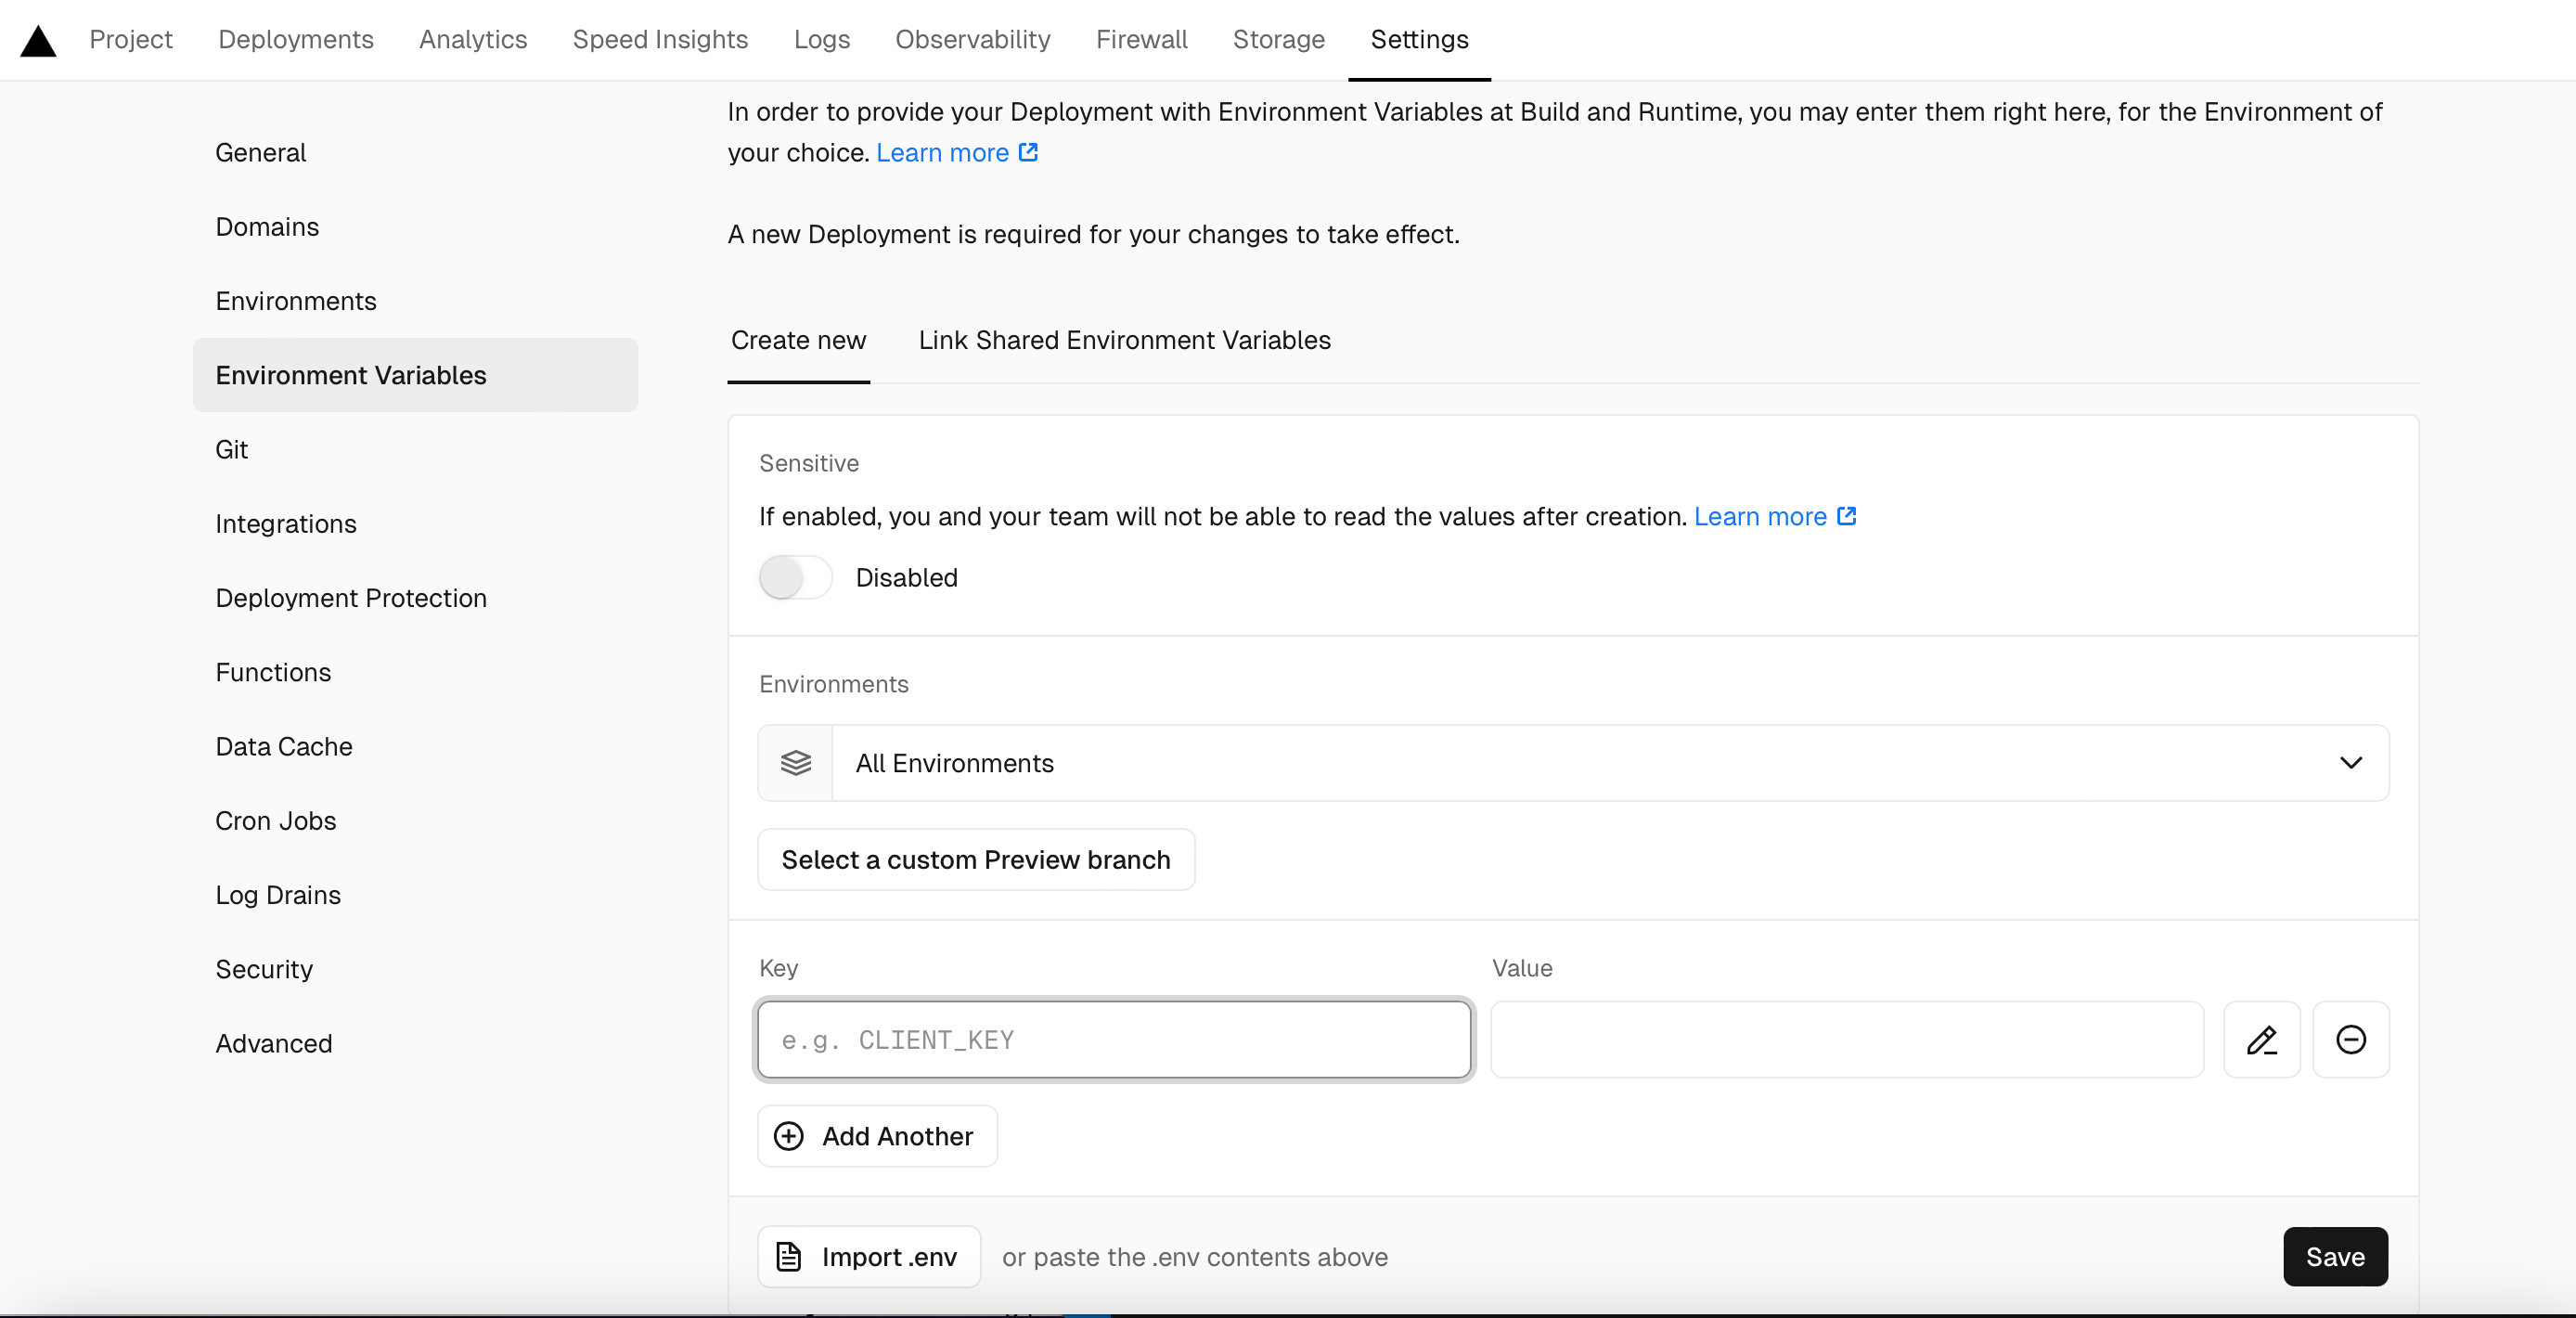 Project Deployments Analytics Speed Insights Logs Observability Firewall Storage Settings
General
Domains
Environments
Environment Variables
Git
Integrations
Deployment Protection
Functions
Data Cache
Cron Jobs
Log Drains
Security
Advanced
In order to provide your Deployment with Environment Variables at Build and Runtime, you may enter them right here, for the Environment of
your choice. Learn more
A new Deployment is required for your changes to take effect.
Create new Link Shared Environment Variables
Sensitive
If enabled, you and your team will not be able to read the values after creation. Learn more
Disabled
Environments
All Environments
Select a custom Preview branch
Key Value
e.g. CLIENT_KEY
Add Another
Import .env or paste the .env contents above
Save